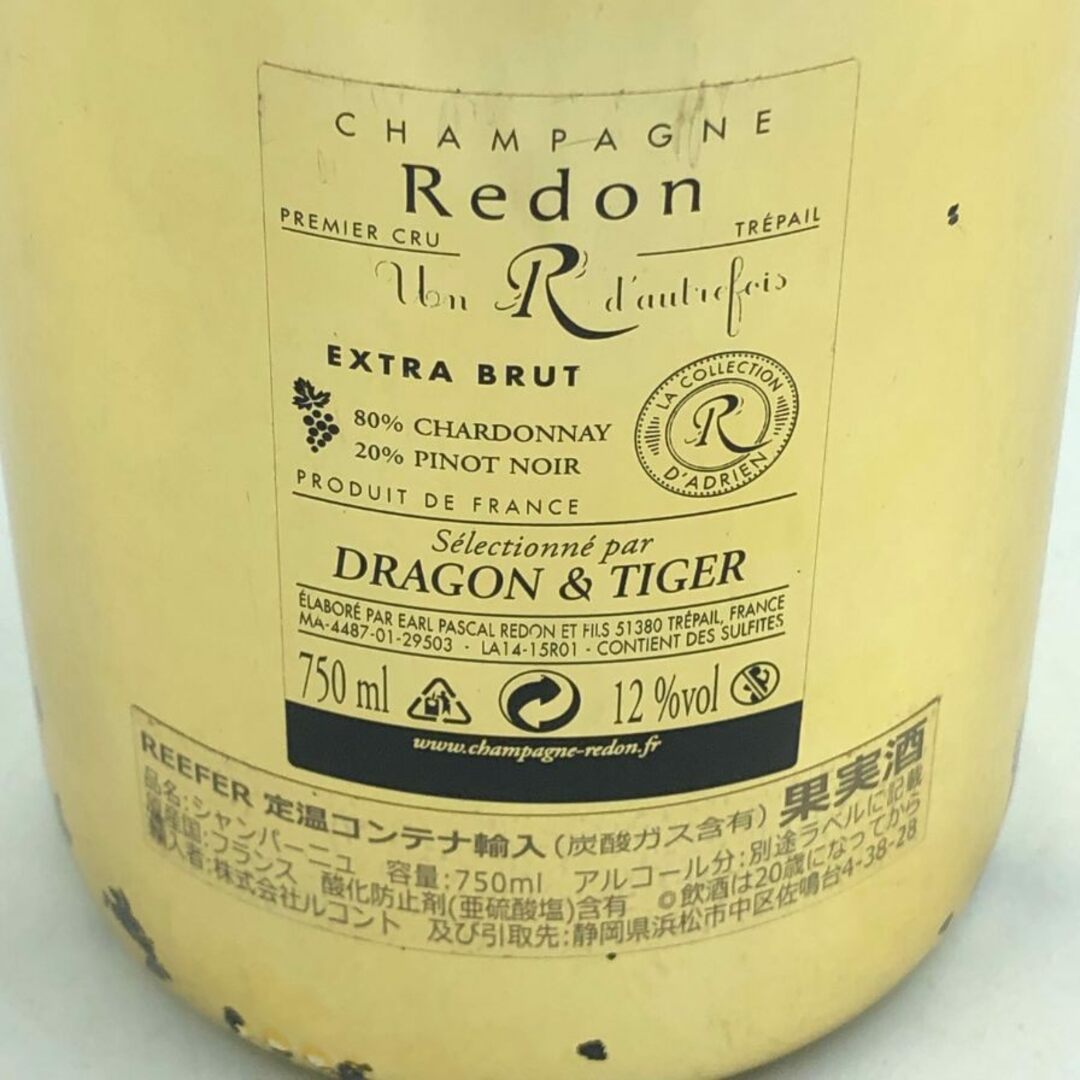 CHAMPAGNE
Redon
PREMIER CRU
TRÉPAIL
Un R d'autrefois
EXTRA BRUT
80% CHARDONNAY
20% PINOT NOIR
LA COLLECTION
R
D'ADRIEN
PRODUIT DE FRANCE
Sélectionné par
DRAGON & TIGER
ÉLABORÉ PAR EARL PASCAL REDON ET FILS 51380 TRÉPAIL, FRANCE
MA-4487-01-29503 - LA14-15R01 - CONTIENT DES SULFITES
750 ml 12 %vol
www.champagne-redon.fr
REEFER 定温コンテナ輸入 (炭酸ガス含有) 果実酒
品名:シャンパーニュ 容量:750ml アルコール分:別途ラベルに記載
原産国:フランス 酸化防止剤(亜硫酸塩)含有 ◎飲酒は20歳になってから
輸入者:株式会社ルコント 及び引取先:静岡県浜松市中区佐鳴台4-38-28